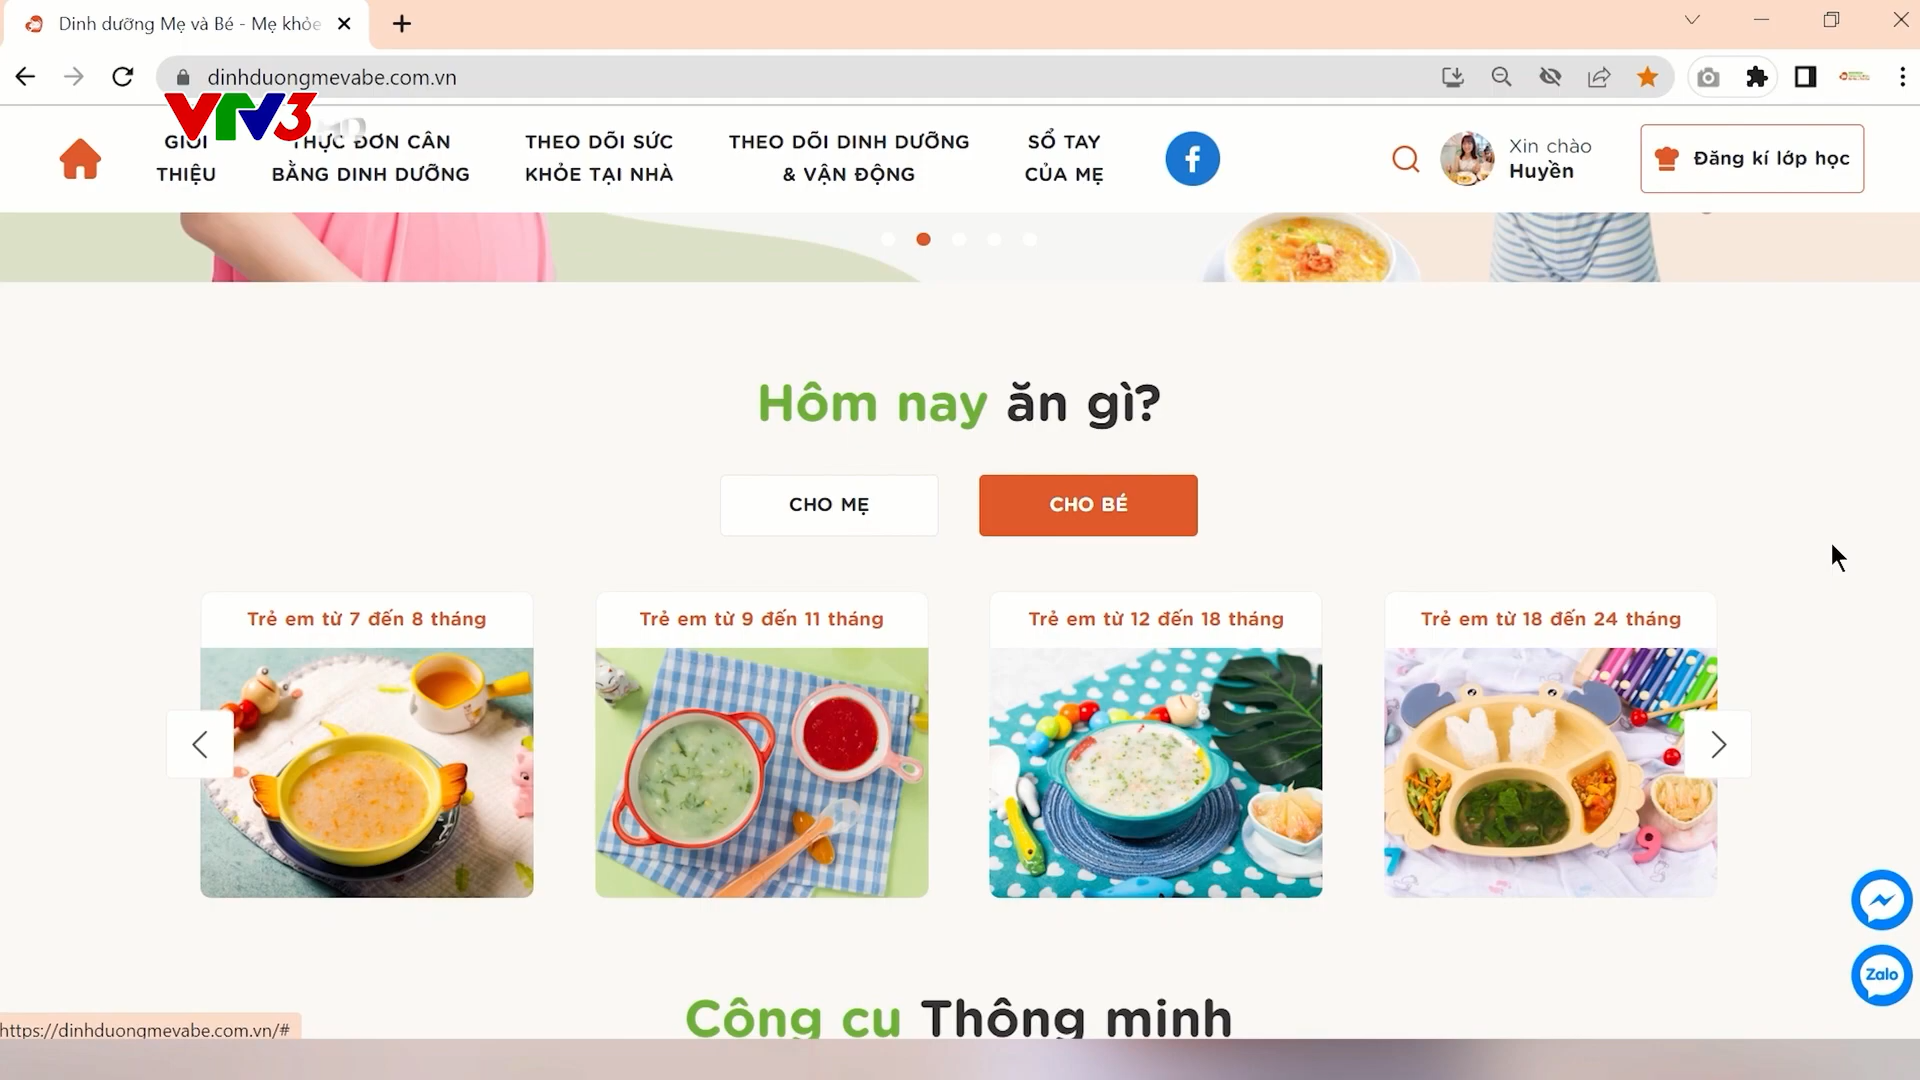 Dinh dưỡng Mẹ và Bé - Mẹ khỏe
dinhduongmevabe.com.vn
VTV3
HD
GIỚI
THIỆU
THỰC ĐƠN CÂN
BẰNG DINH DƯỠNG
THEO DÕI SỨC
KHỎE TẠI NHÀ
THEO DÕI DINH DƯỠNG
& VẬN ĐỘNG
SỔ TAY
CỦA MẸ
Xin chào
Huyền
Đăng kí lớp học
Hôm nay ăn gì?
CHO MẸ
CHO BÉ
Trẻ em từ 7 đến 8 tháng
Trẻ em từ 9 đến 11 tháng
Trẻ em từ 12 đến 18 tháng
Trẻ em từ 18 đến 24 tháng
Zalo
Công cụ Thông minh
https://dinhduongmevabe.com.vn/#